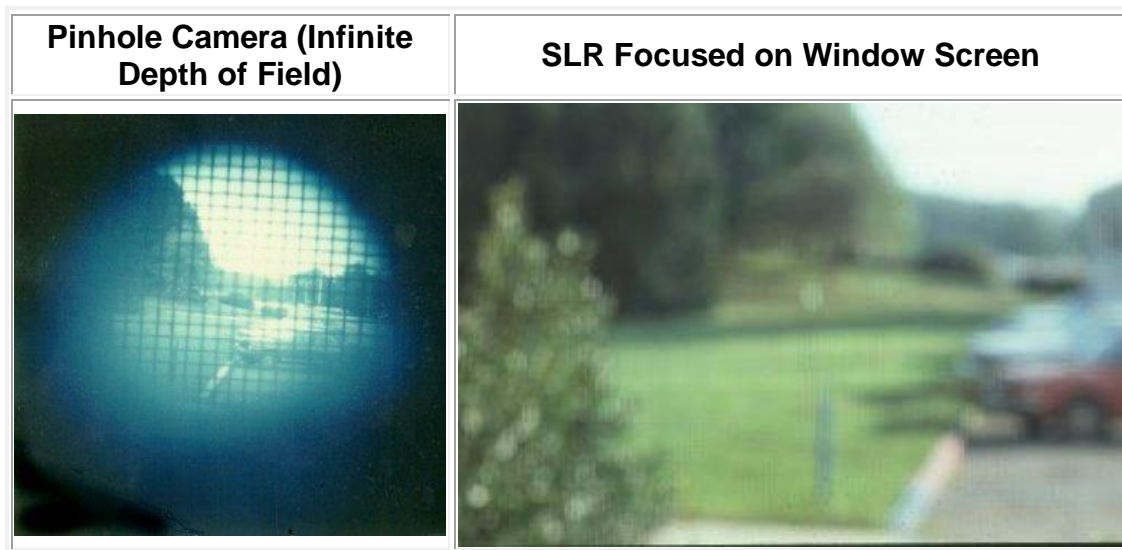 Pinhole Camera (Infinite
Depth of Field)
SLR Focused on Window Screen